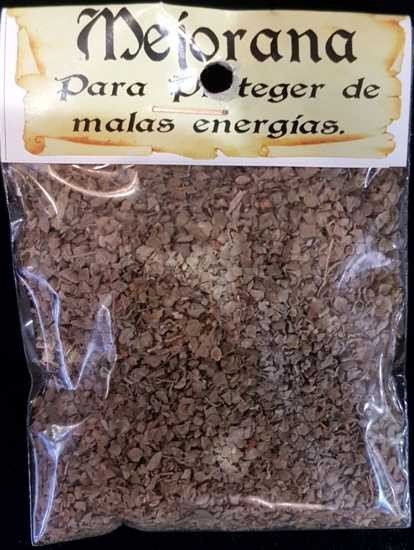 Mejorana
Para Proteger de
malas energías.